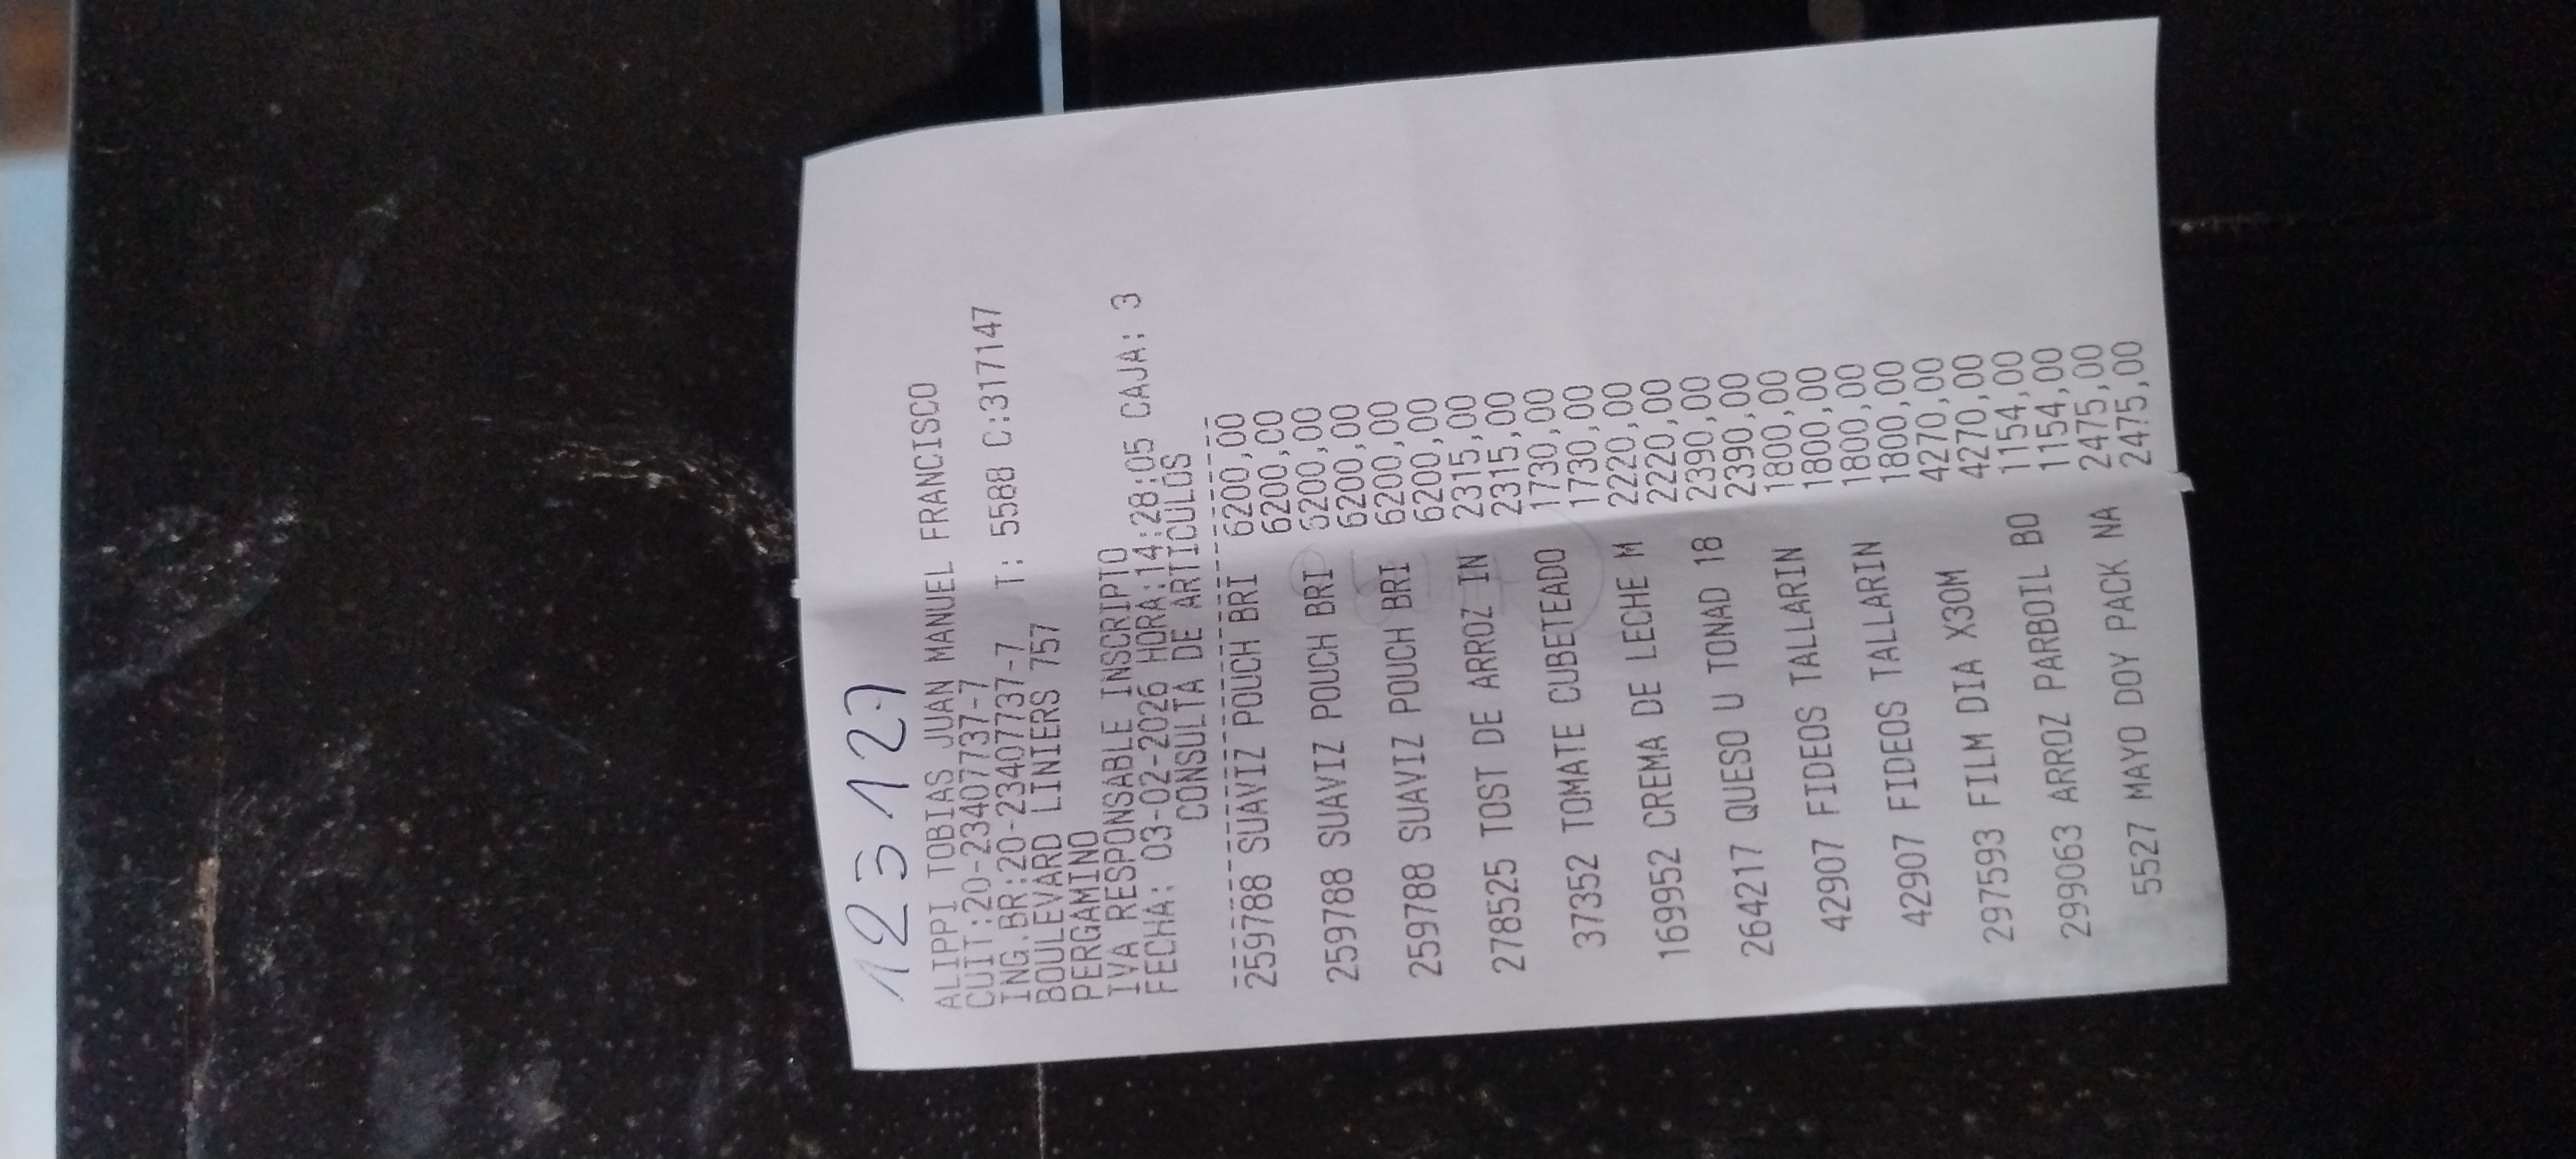 123127
ALIPPI TOBIAS JUAN MANUEL FRANCISCO
CUIT:20-23407737-7
ING.BR:20-23407737-7 T: 5588 C:317147
BOULEVARD LINIERS 757
PERGAMINO
IVA RESPONSABLE INSCRIPTO
FECHA: 03-02-2026 HORA:14:28:05 CAJA: 3
CONSULTA DE ARTICULOS
259788 SUAVIZ POUCH BRI 6200,00
6200,00
259788 SUAVIZ POUCH BRI 6200,00
6200,00
259788 SUAVIZ POUCH BRI 6200,00
6200,00
278525 TOST DE ARROZ IN 2315,00
2315,00
37352 TOMATE CUBETEADO 1730,00
1730,00
169952 CREMA DE LECHE M 2220,00
2220,00
264217 QUESO U TONAD 18 2390,00
2390,00
42907 FIDEOS TALLARIN 1800,00
1800,00
42907 FIDEOS TALLARIN 1800,00
1800,00
297593 FILM DIA X30M 4270,00
4270,00
299063 ARROZ PARBOIL BO 1154,00
1154,00
5527 MAYO DOY PACK NA 2475,00
2475,00